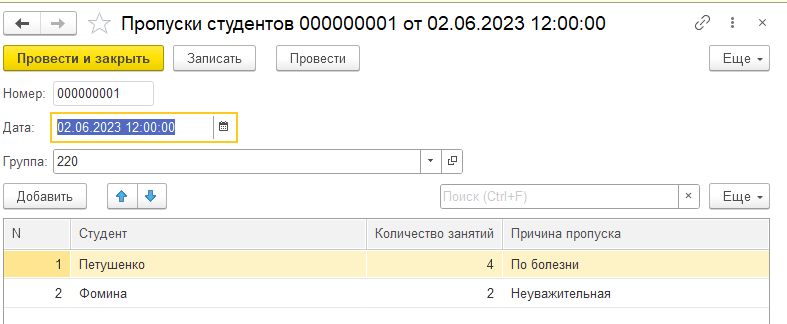 Пропуски студентов 000000001 от 02.06.2023 12:00:00
Провести и закрыть Записать Провести Еще
Номер: 000000001
Дата: 02.06.2023 12:00:00
Группа: 220
Добавить Поиск (Ctrl+F) × Еще
N Студент Количество занятий Причина пропуска
1 Петушенко 4 По болезни
2 Фомина 2 Неуважительная